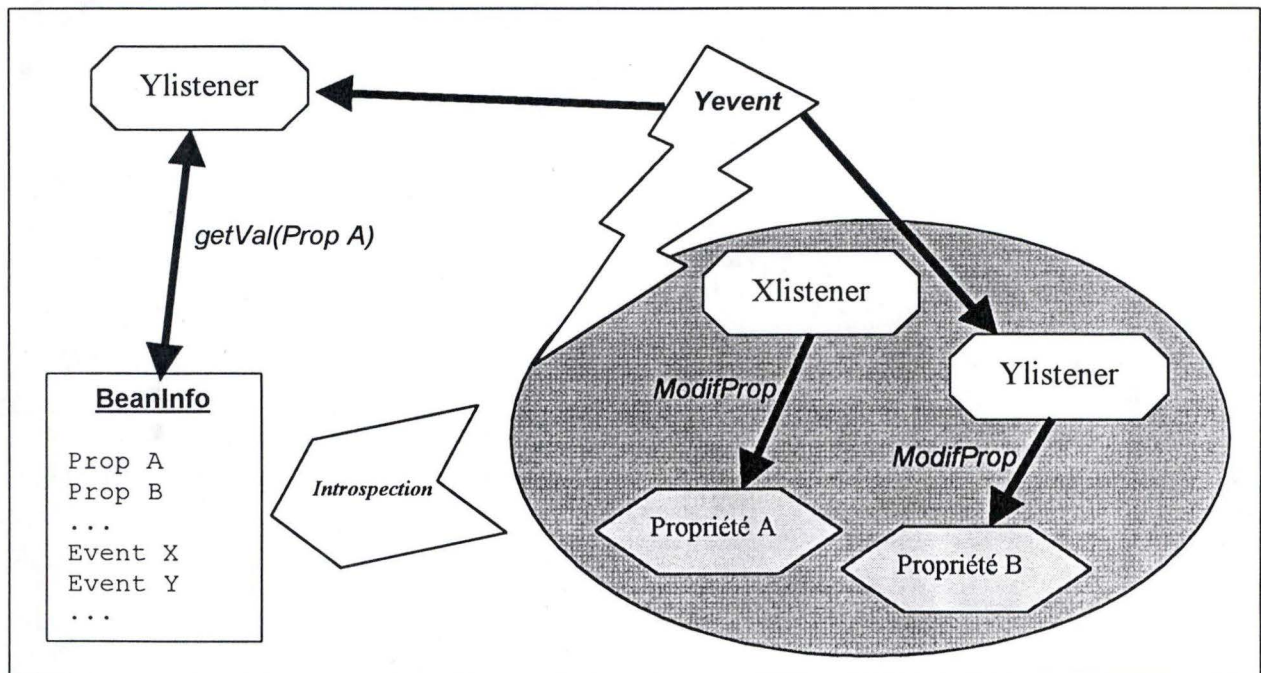 Ylistener
Yevent
getVal(Prop A)
Xlistener
Ylistener
ModifProp
ModifProp
BeanInfo
Prop A
Prop B
...
Event X
Event Y
...
Introspection
Propriété A
Propriété B